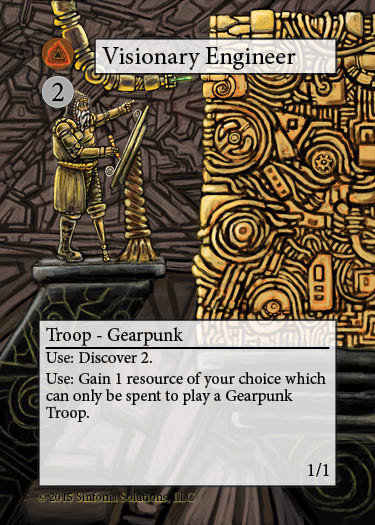 Visionary Engineer
2
Troop - Gearpunk
Use: Discover 2.
Use: Gain 1 resource of your choice which
can only be spent to play a Gearpunk
Troop.
1/1
© 2015 Sinfonia Solutions, LLC